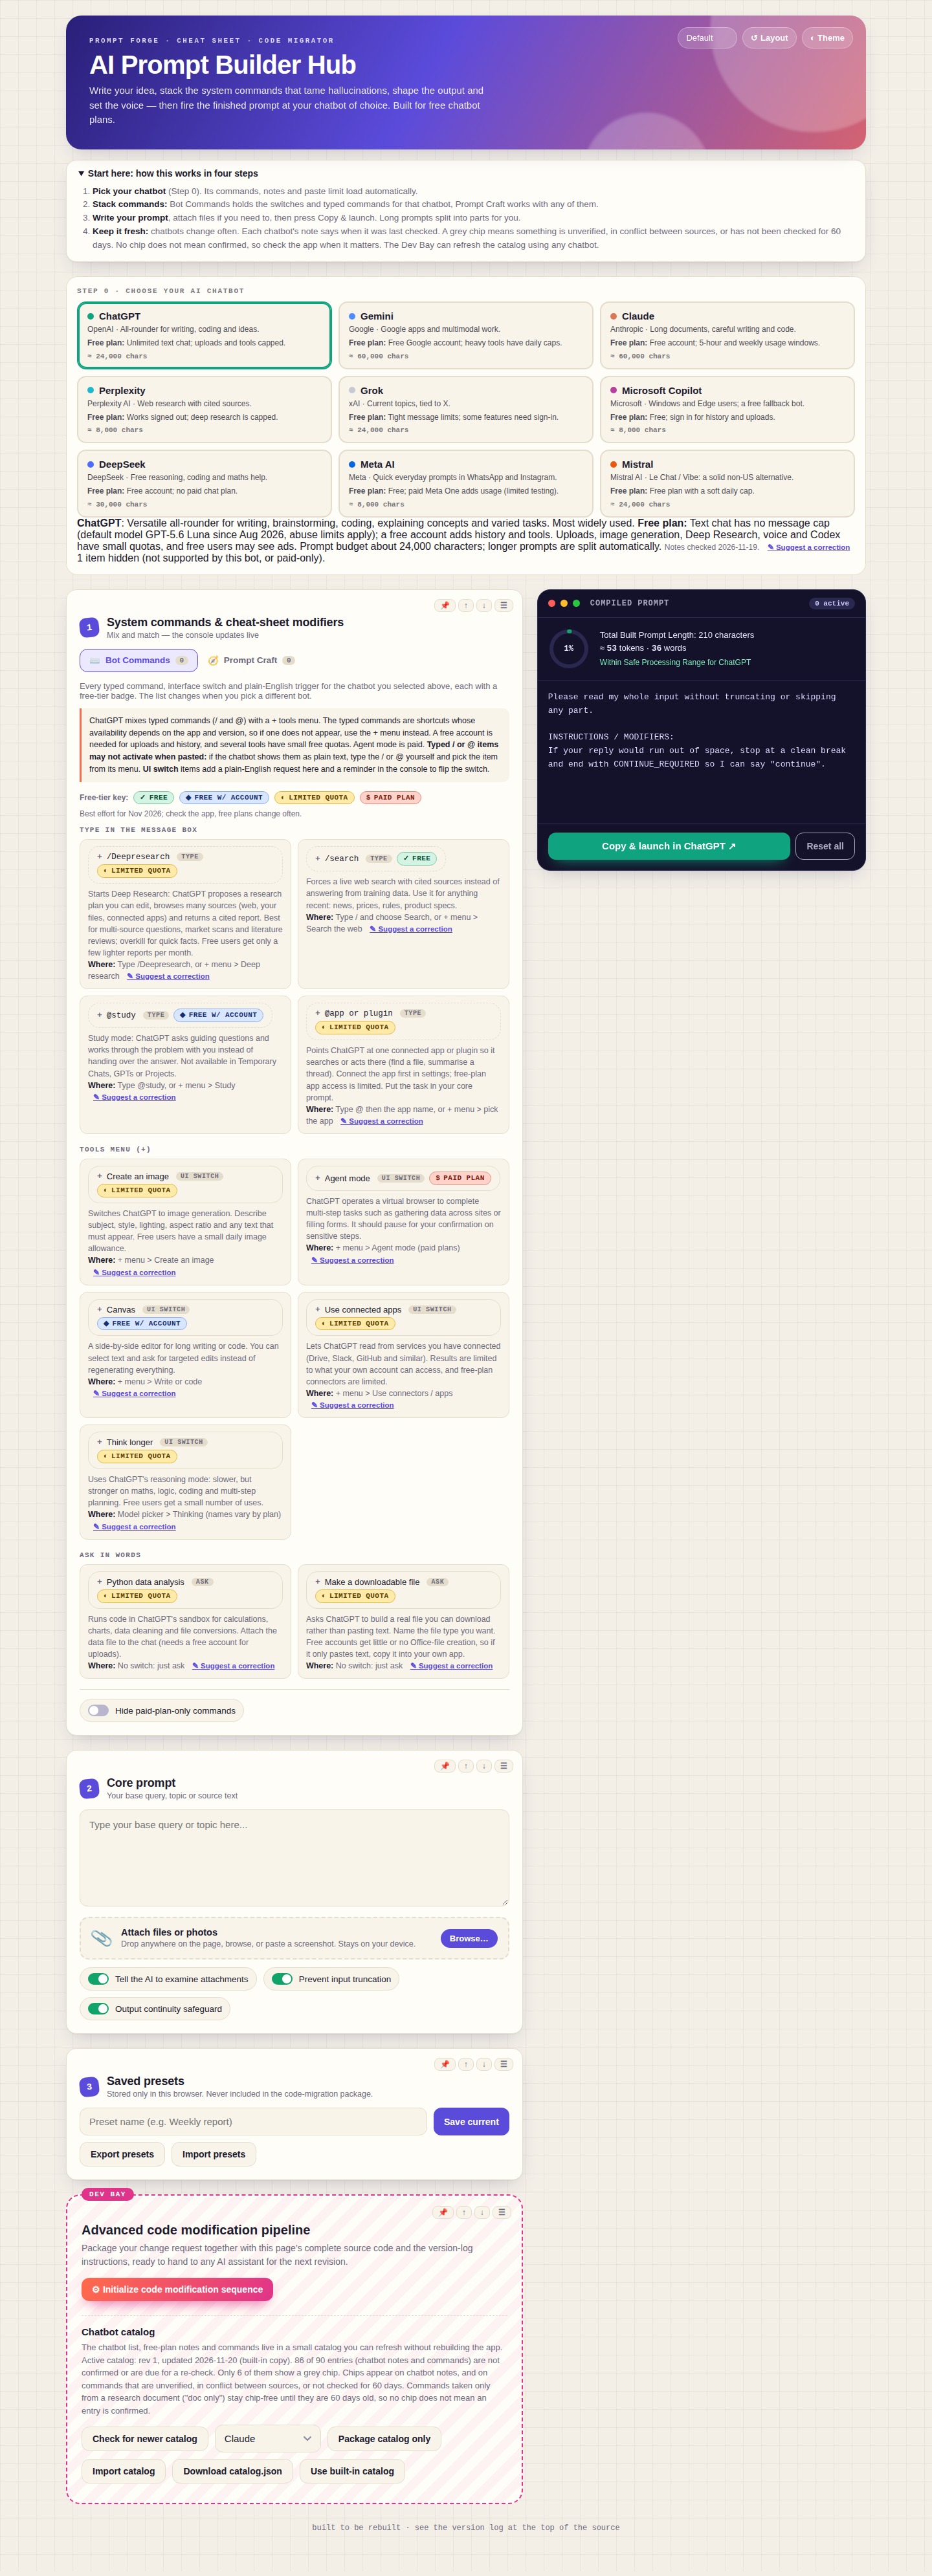 PROMPT FORGE · CHEAT SHEET · CODE MIGRATOR
Default
↺ Layout
Theme
AI Prompt Builder Hub
Write your idea, stack the system commands that tame hallucinations, shape the output and
set the voice — then fire the finished prompt at your chatbot of choice. Built for free chatbot
plans.
▼ Start here: how this works in four steps
1. Pick your chatbot (Step 0). Its commands, notes and paste limit load automatically.
2. Stack commands: Bot Commands holds the switches and typed commands for that chatbot, Prompt Craft works with any of them.
3. Write your prompt, attach files if you need to, then press Copy & launch. Long prompts split into parts for you.
4. Keep it fresh: chatbots change often. Each chatbot's note says when it was last checked. A grey chip means something is unverified, in conflict between sources, or has not been checked for 60
days. No chip does not mean confirmed, so check the app when it matters. The Dev Bay can refresh the catalog using any chatbot.
STEP 0 · CHOOSE YOUR AI CHATBOT
ChatGPT
OpenAI · All-rounder for writing, coding and ideas.
Free plan: Unlimited text chat; uploads and tools capped.
≈ 24,000 chars
Gemini
Google · Google apps and multimodal work.
Free plan: Free Google account; heavy tools have daily caps.
≈ 60,000 chars
Claude
Anthropic · Long documents, careful writing and code.
Free plan: Free account; 5-hour and weekly usage windows.
≈ 60,000 chars
Perplexity
Perplexity AI · Web research with cited sources.
Free plan: Works signed out; deep research is capped.
≈ 8,000 chars
Grok
xAI · Current topics, tied to X.
Free plan: Tight message limits; some features need sign-in.
≈ 24,000 chars
Microsoft Copilot
Microsoft · Windows and Edge users; a free fallback bot.
Free plan: Free; sign in for history and uploads.
≈ 8,000 chars
DeepSeek
DeepSeek · Free reasoning, coding and maths help.
Free plan: Free account; no paid chat plan.
≈ 30,000 chars
Meta AI
Meta · Quick everyday prompts in WhatsApp and Instagram.
Free plan: Free; paid Meta One adds usage (limited testing).
≈ 8,000 chars
Mistral
Mistral AI · Le Chat / Vibe: a solid non-US alternative.
Free plan: Free plan with a soft daily cap.
≈ 24,000 chars
ChatGPT: Versatile all-rounder for writing, brainstorming, coding, explaining concepts and varied tasks. Most widely used. Free plan: Text chat has no message cap
(default model GPT-5.6 Luna since Aug 2026, abuse limits apply); a free account adds history and tools. Uploads, image generation, Deep Research, voice and Codex
have small quotas, and free users may see ads. Prompt budget about 24,000 characters; longer prompts are split automatically. Notes checked 2026-11-19. ✎ Suggest a correction
1 item hidden (not supported by this bot, or paid-only).
📌 ↑ ↓ ☰
1
System commands & cheat-sheet modifiers
Mix and match — the console updates live
⌨️ Bot Commands 0
🧭 Prompt Craft 0
Every typed command, interface switch and plain-English trigger for the chatbot you selected above, each with a
free-tier badge. The list changes when you pick a different bot.
ChatGPT mixes typed commands (/ and @) with a + tools menu. The typed commands are shortcuts whose
availability depends on the app and version, so if one does not appear, use the + menu instead. A free account is
needed for uploads and history, and several tools have small free quotas. Agent mode is paid. Typed / or @ items
may not activate when pasted: if the chatbot shows them as plain text, type the / or @ yourself and pick the item
from its menu. UI switch items add a plain-English request here and a reminder in the console to flip the switch.
Free-tier key: ✓ FREE ◆ FREE W/ ACCOUNT LIMITED QUOTA $ PAID PLAN
Best effort for Nov 2026; check the app, free plans change often.
TYPE IN THE MESSAGE BOX
+ /Deepresearch TYPE
LIMITED QUOTA
Starts Deep Research: ChatGPT proposes a research
plan you can edit, browses many sources (web, your
files, connected apps) and returns a cited report. Best
for multi-source questions, market scans and literature
reviews; overkill for quick facts. Free users get only a
few lighter reports per month.
Where: Type /Deepresearch, or + menu > Deep
research ✎ Suggest a correction
+ /search TYPE ✓ FREE
Forces a live web search with cited sources instead of
answering from training data. Use it for anything
recent: news, prices, rules, product specs.
Where: Type / and choose Search, or + menu >
Search the web ✎ Suggest a correction
+ @study TYPE ◆ FREE W/ ACCOUNT
Study mode: ChatGPT asks guiding questions and
works through the problem with you instead of
handing over the answer. Not available in Temporary
Chats, GPTs or Projects.
Where: Type @study, or + menu > Study
✎ Suggest a correction
+ @app or plugin TYPE
LIMITED QUOTA
Points ChatGPT at one connected app or plugin so it
searches or acts there (find a file, summarise a
thread). Connect the app first in settings; free-plan
app access is limited. Put the task in your core
prompt.
Where: Type @ then the app name, or + menu > pick
the app ✎ Suggest a correction
TOOLS MENU (+)
+ Create an image UI SWITCH
LIMITED QUOTA
Switches ChatGPT to image generation. Describe
subject, style, lighting, aspect ratio and any text that
must appear. Free users have a small daily image
allowance.
Where: + menu > Create an image
✎ Suggest a correction
+ Agent mode UI SWITCH $ PAID PLAN
ChatGPT operates a virtual browser to complete
multi-step tasks such as gathering data across sites or
filling forms. It should pause for your confirmation on
sensitive steps.
Where: + menu > Agent mode (paid plans)
✎ Suggest a correction
+ Canvas UI SWITCH
◆ FREE W/ ACCOUNT
A side-by-side editor for long writing or code. You can
select text and ask for targeted edits instead of
regenerating everything.
Where: + menu > Write or code
✎ Suggest a correction
+ Use connected apps UI SWITCH
LIMITED QUOTA
Lets ChatGPT read from services you have connected
(Drive, Slack, GitHub and similar). Results are limited
to what your own account can access, and free-plan
connectors are limited.
Where: + menu > Use connectors / apps
✎ Suggest a correction
+ Think longer UI SWITCH
LIMITED QUOTA
Uses ChatGPT's reasoning mode: slower, but
stronger on maths, logic, coding and multi-step
planning. Free users get a small number of uses.
Where: Model picker > Thinking (names vary by plan)
✎ Suggest a correction
ASK IN WORDS
+ Python data analysis ASK
LIMITED QUOTA
Runs code in ChatGPT's sandbox for calculations,
charts, data cleaning and file conversions. Attach the
data file to the chat (needs a free account for
uploads).
Where: No switch: just ask ✎ Suggest a correction
+ Make a downloadable file ASK
LIMITED QUOTA
Asks ChatGPT to build a real file you can download
rather than pasting text. Name the file type you want.
Free accounts get little or no Office-file creation, so if
it only pastes text, copy it into your own app.
Where: No switch: just ask ✎ Suggest a correction
Hide paid-plan-only commands
COMPILED PROMPT
0 active
1%
Total Built Prompt Length: 210 characters
≈ 53 tokens · 36 words
Within Safe Processing Range for ChatGPT
Please read my whole input without truncating or skipping
any part.
INSTRUCTIONS / MODIFIERS:
If your reply would run out of space, stop at a clean break
and end with CONTINUE_REQUIRED so I can say "continue".
Copy & launch in ChatGPT ↗
Reset all
📌 ↑ ↓ ☰
2
Core prompt
Your base query, topic or source text
Type your base query or topic here...
📎
Attach files or photos
Drop anywhere on the page, browse, or paste a screenshot. Stays on your device.
Browse…
Tell the AI to examine attachments
Prevent input truncation
Output continuity safeguard
📌 ↑ ↓ ☰
3
Saved presets
Stored only in this browser. Never included in the code-migration package.
Preset name (e.g. Weekly report)
Save current
Export presets
Import presets
DEV BAY
📌 ↑ ↓ ☰
Advanced code modification pipeline
Package your change request together with this page's complete source code and the version-log
instructions, ready to hand to any AI assistant for the next revision.
⚙ Initialize code modification sequence
Chatbot catalog
The chatbot list, free-plan notes and commands live in a small catalog you can refresh without rebuilding the app.
Active catalog: rev 1, updated 2026-11-20 (built-in copy). 86 of 90 entries (chatbot notes and commands) are not
confirmed or are due for a re-check. Only 6 of them show a grey chip. Chips appear on chatbot notes, and on
commands that are unverified, in conflict between sources, or not checked for 60 days. Commands taken only
from a research document ("doc only") stay chip-free until they are 60 days old, so no chip does not mean an
entry is confirmed.
Check for newer catalog
Claude
Package catalog only
Import catalog
Download catalog.json
Use built-in catalog
built to be rebuilt · see the version log at the top of the source